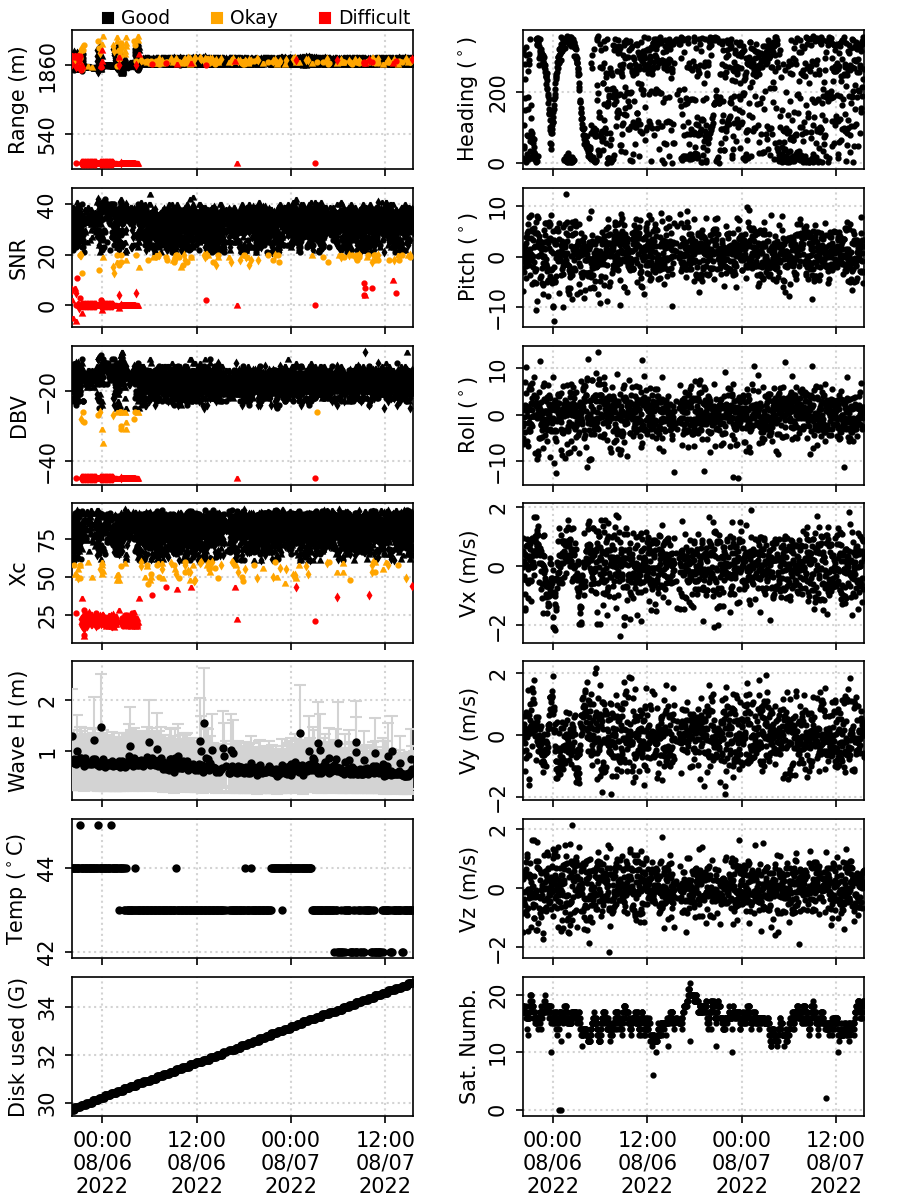 Good Okay Difficult
Range (m)
1860
540
Heading (°)
200
0
SNR
40
20
0
Pitch (°)
10
0
−10
DBV
−20
−40
Roll (°)
10
0
−10
Xc
75
50
25
Vx (m/s)
2
0
−2
Wave H (m)
2
1
Vy (m/s)
2
0
−2
Temp (°C)
44
43
42
Vz (m/s)
2
0
−2
Disk used (G)
34
32
30
Sat. Numb.
20
10
0
00:00 12:00 00:00 12:00
08/06 08/06 08/07 08/07
2022 2022 2022 2022
00:00 12:00 00:00 12:00
08/06 08/06 08/07 08/07
2022 2022 2022 2022